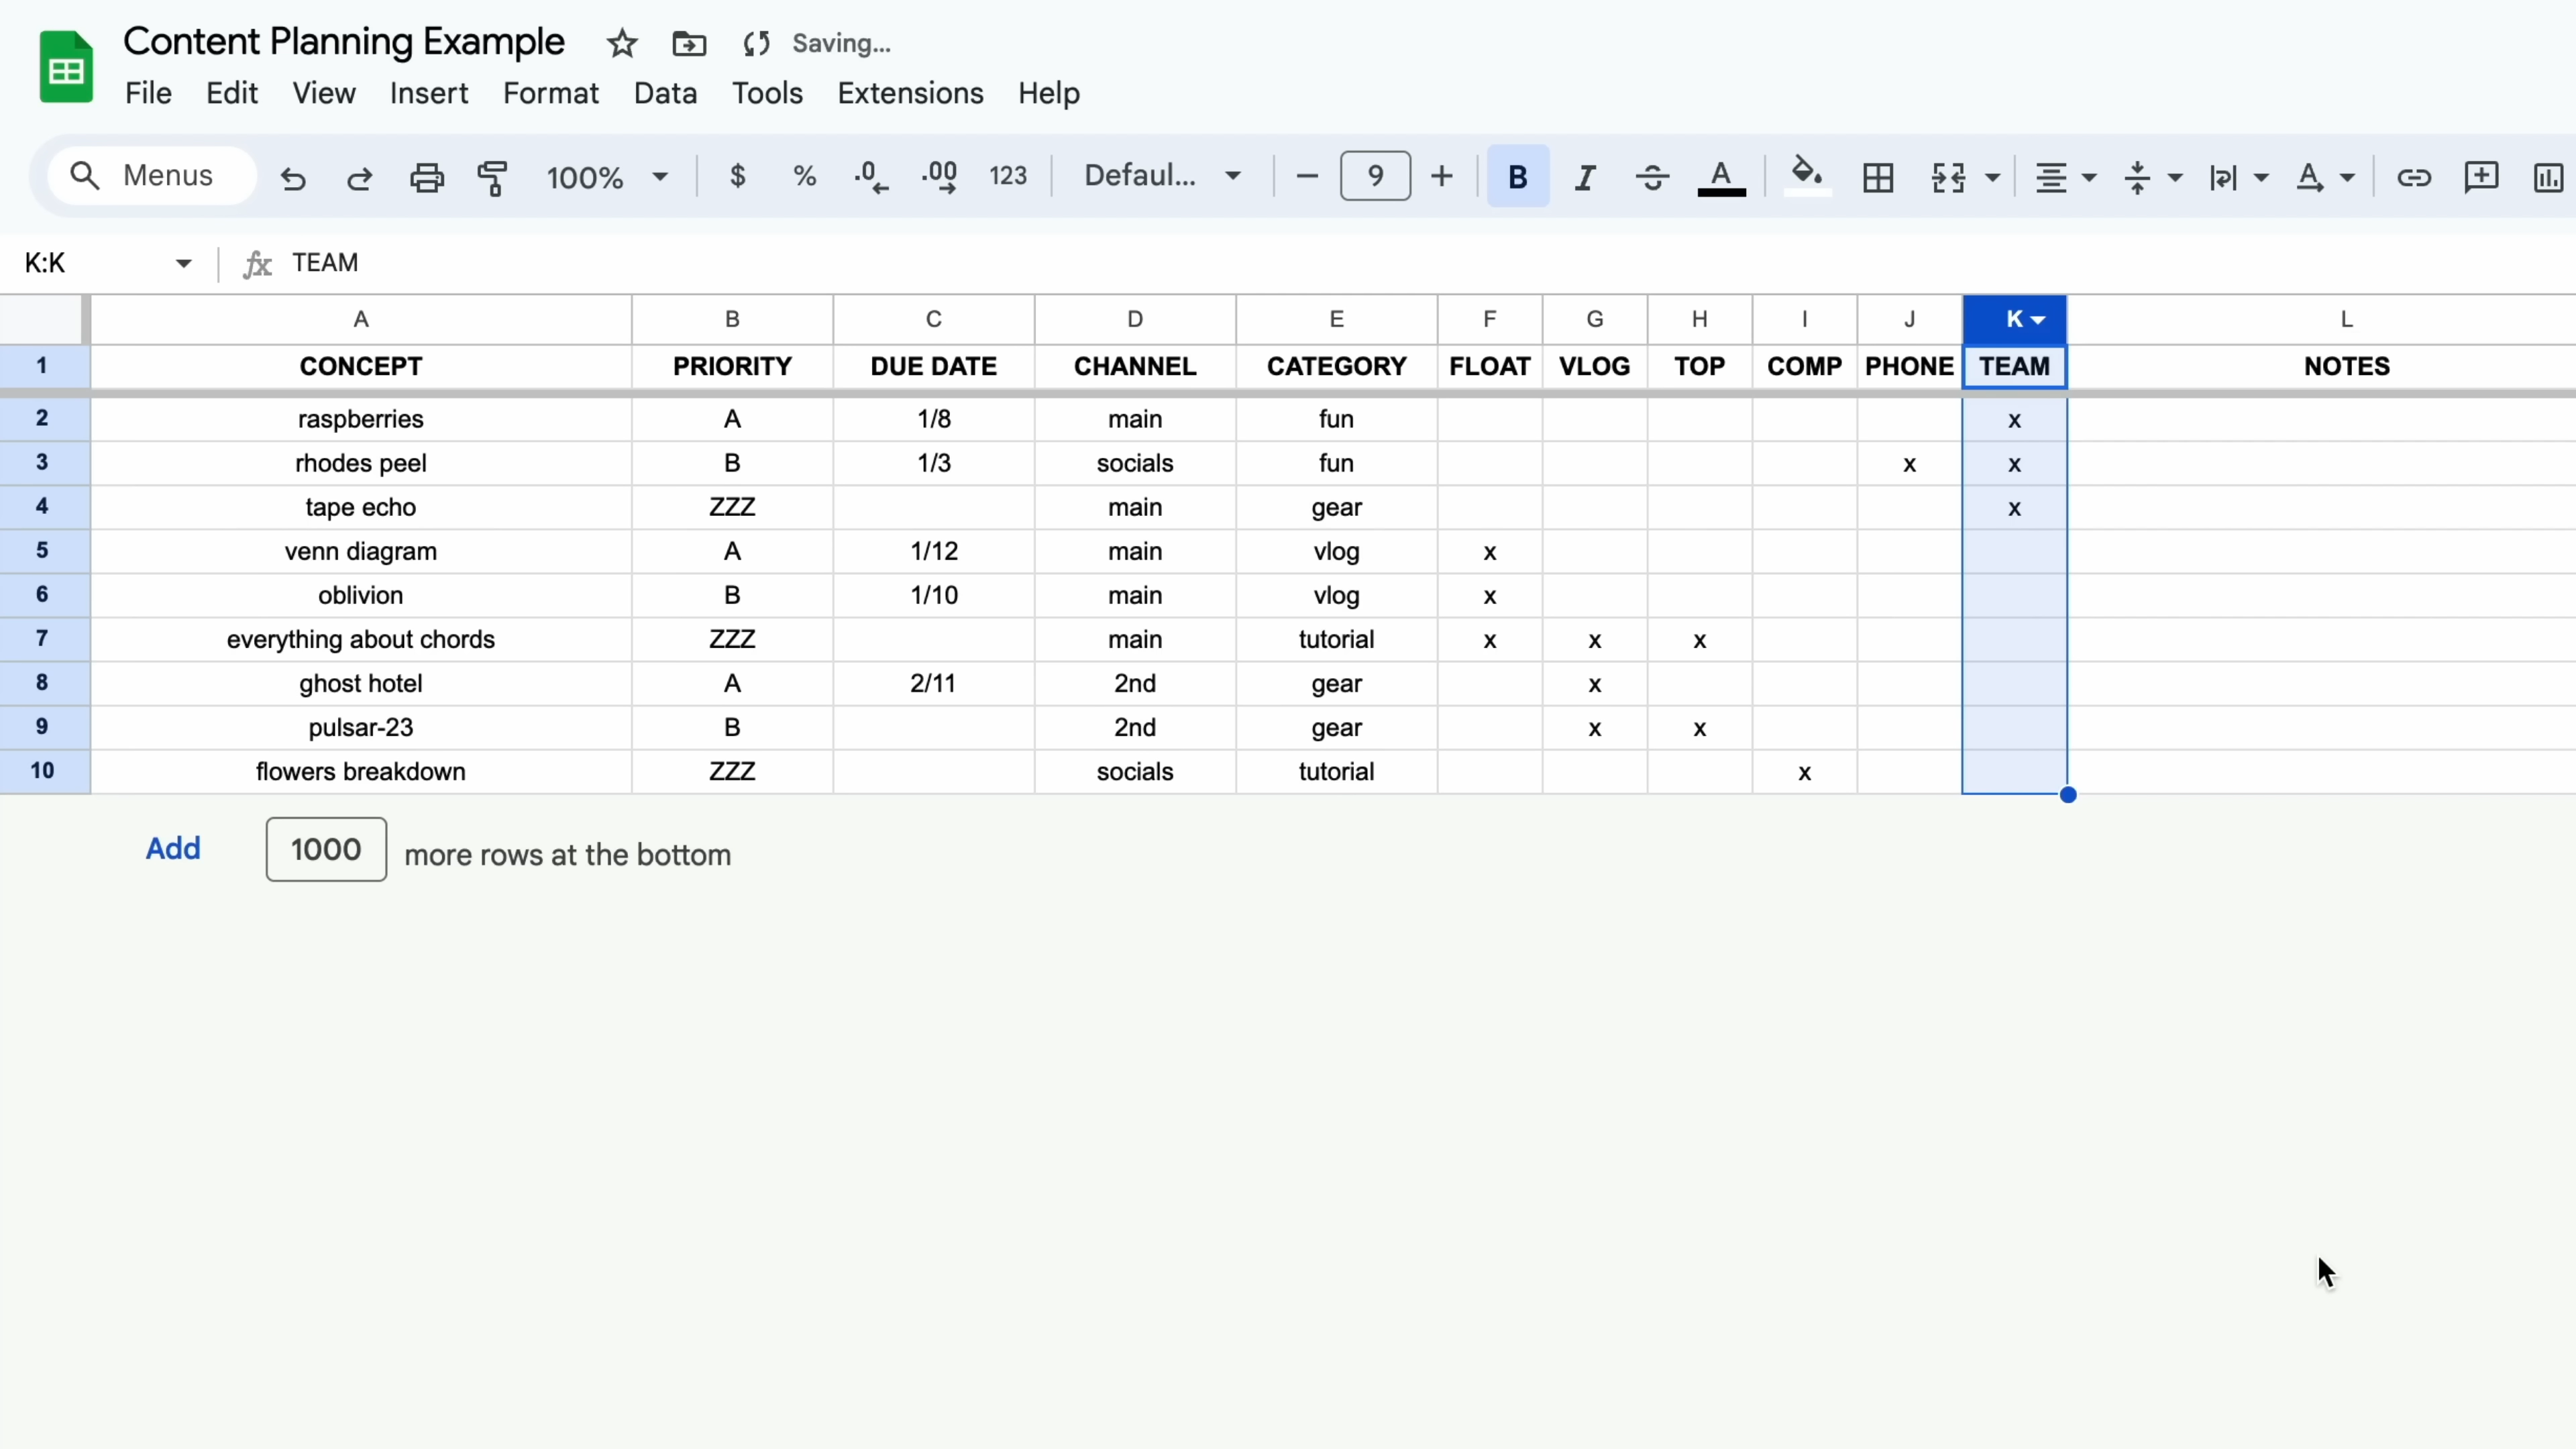 Content Planning Example Saving...
File Edit View Insert Format Data Tools Extensions Help
Menus 100% $ % .0 .00 123 Defaul... 9 B I S A A
K:K fx TEAM
A B C D E F G H I J K L
1 CONCEPT PRIORITY DUE DATE CHANNEL CATEGORY FLOAT VLOG TOP COMP PHONE TEAM NOTES
2 raspberries A 1/8 main fun x
3 rhodes peel B 1/3 socials fun x x
4 tape echo ZZZ main gear x
5 venn diagram A 1/12 main vlog x
6 oblivion B 1/10 main vlog x
7 everything about chords ZZZ main tutorial x x x
8 ghost hotel A 2/11 2nd gear x
9 pulsar-23 B 2nd gear x x
10 flowers breakdown ZZZ socials tutorial x
Add 1000 more rows at the bottom